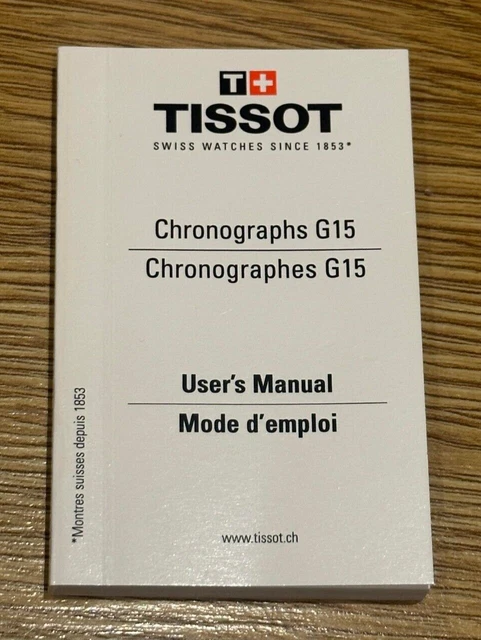 T+
TISSOT
SWISS WATCHES SINCE 1853*
Chronographs G15
Chronographes G15
User's Manual
Mode d'emploi
*Montres suisses depuis 1853
www.tissot.ch